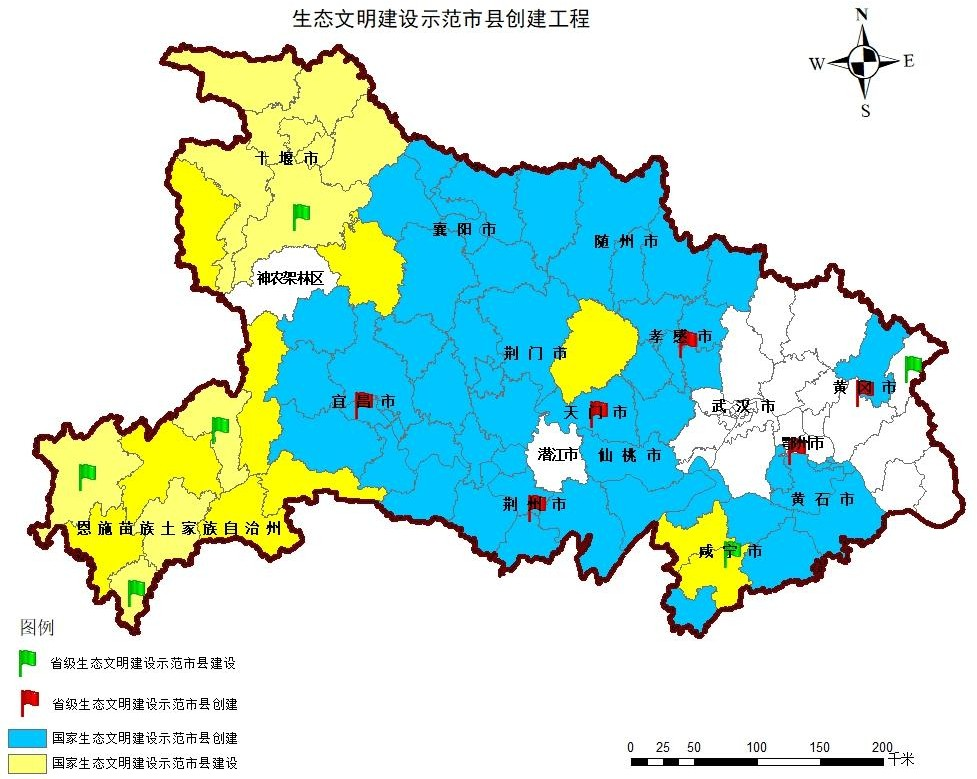 生态文明建设示范市县创建工程
N
W
E
S
十堰市
襄阳市
随州市
神农架林区
荆门市
孝感市
宜昌市
天门市
武汉市
黄冈市
鄂州市
潜江市
仙桃市
荆州市
黄石市
恩施苗族土家族自治州
咸宁市
图例
省级生态文明建设示范市县建设
省级生态文明建设示范市县创建
国家生态文明建设示范市县创建
国家生态文明建设示范市县建设
0 25 50 100 150 200
千米